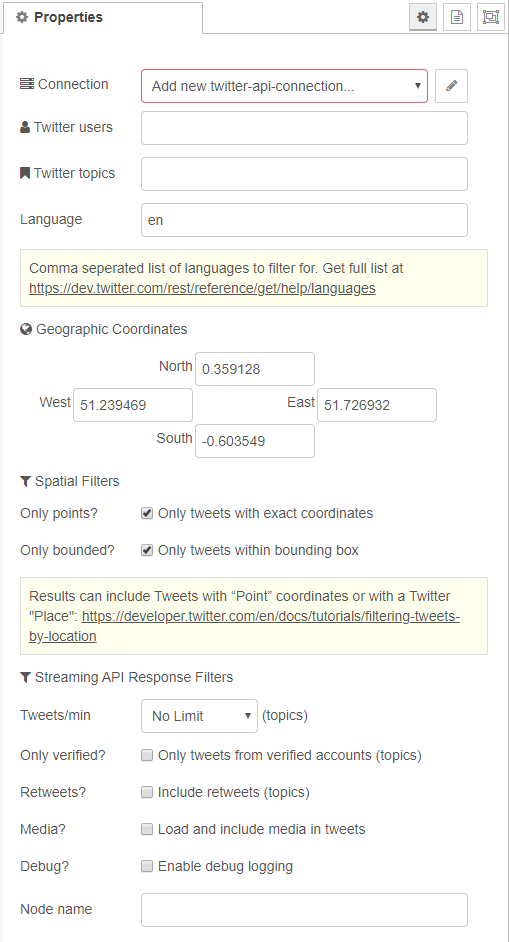 Properties
Connection Add new twitter-api-connection...
Twitter users
Twitter topics
Language en
Comma seperated list of languages to filter for. Get full list at
https://dev.twitter.com/rest/reference/get/help/languages
Geographic Coordinates
North 0.359128
West 51.239469 East 51.726932
South -0.603549
Spatial Filters
Only points? Only tweets with exact coordinates
Only bounded? Only tweets within bounding box
Results can include Tweets with “Point” coordinates or with a Twitter
"Place": https://developer.twitter.com/en/docs/tutorials/filtering-tweets-
by-location
Streaming API Response Filters
Tweets/min No Limit (topics)
Only verified? Only tweets from verified accounts (topics)
Retweets? Include retweets (topics)
Media? Load and include media in tweets
Debug? Enable debug logging
Node name